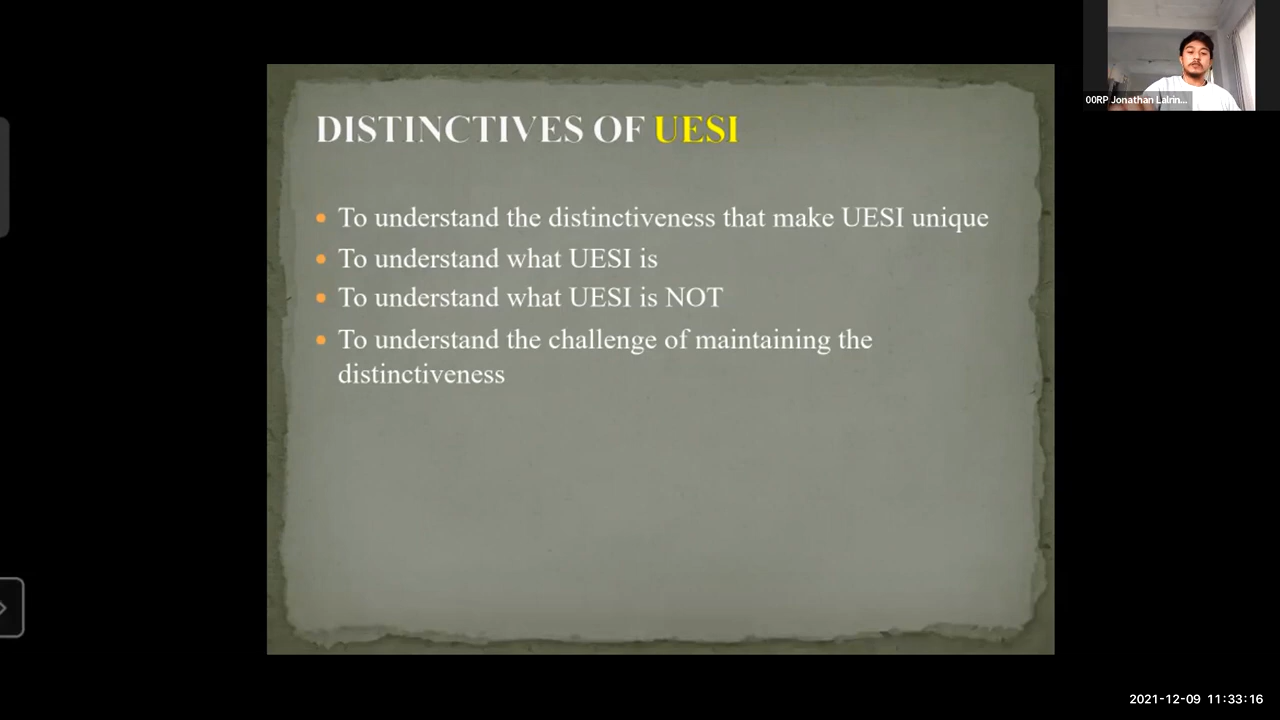 DISTINCTIVES OF UESI
To understand the distinctiveness that make UESI unique
To understand what UESI is
To understand what UESI is NOT
To understand the challenge of maintaining the
distinctiveness
00RP Jonathan Lalrin...
2021-12-09 11:33:16